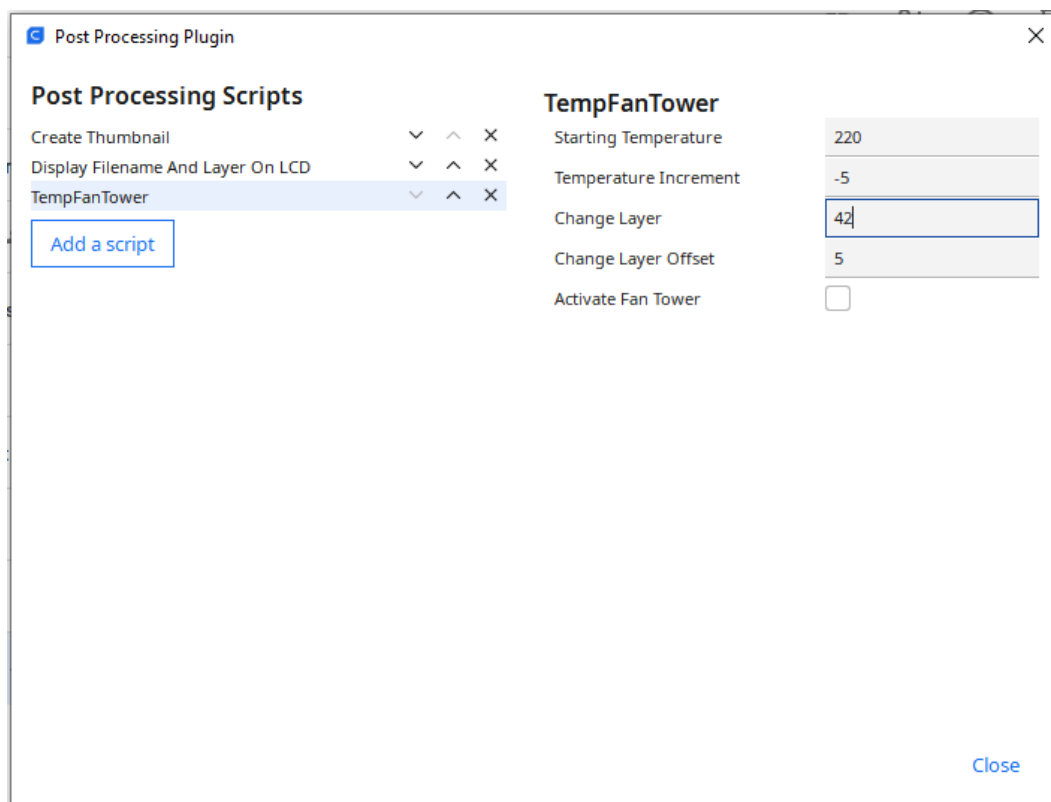 Post Processing Plugin
Post Processing Scripts
Create Thumbnail
Display Filename And Layer On LCD
TempFanTower
Add a script
TempFanTower
Starting Temperature 220
Temperature Increment -5
Change Layer 42
Change Layer Offset 5
Activate Fan Tower
Close